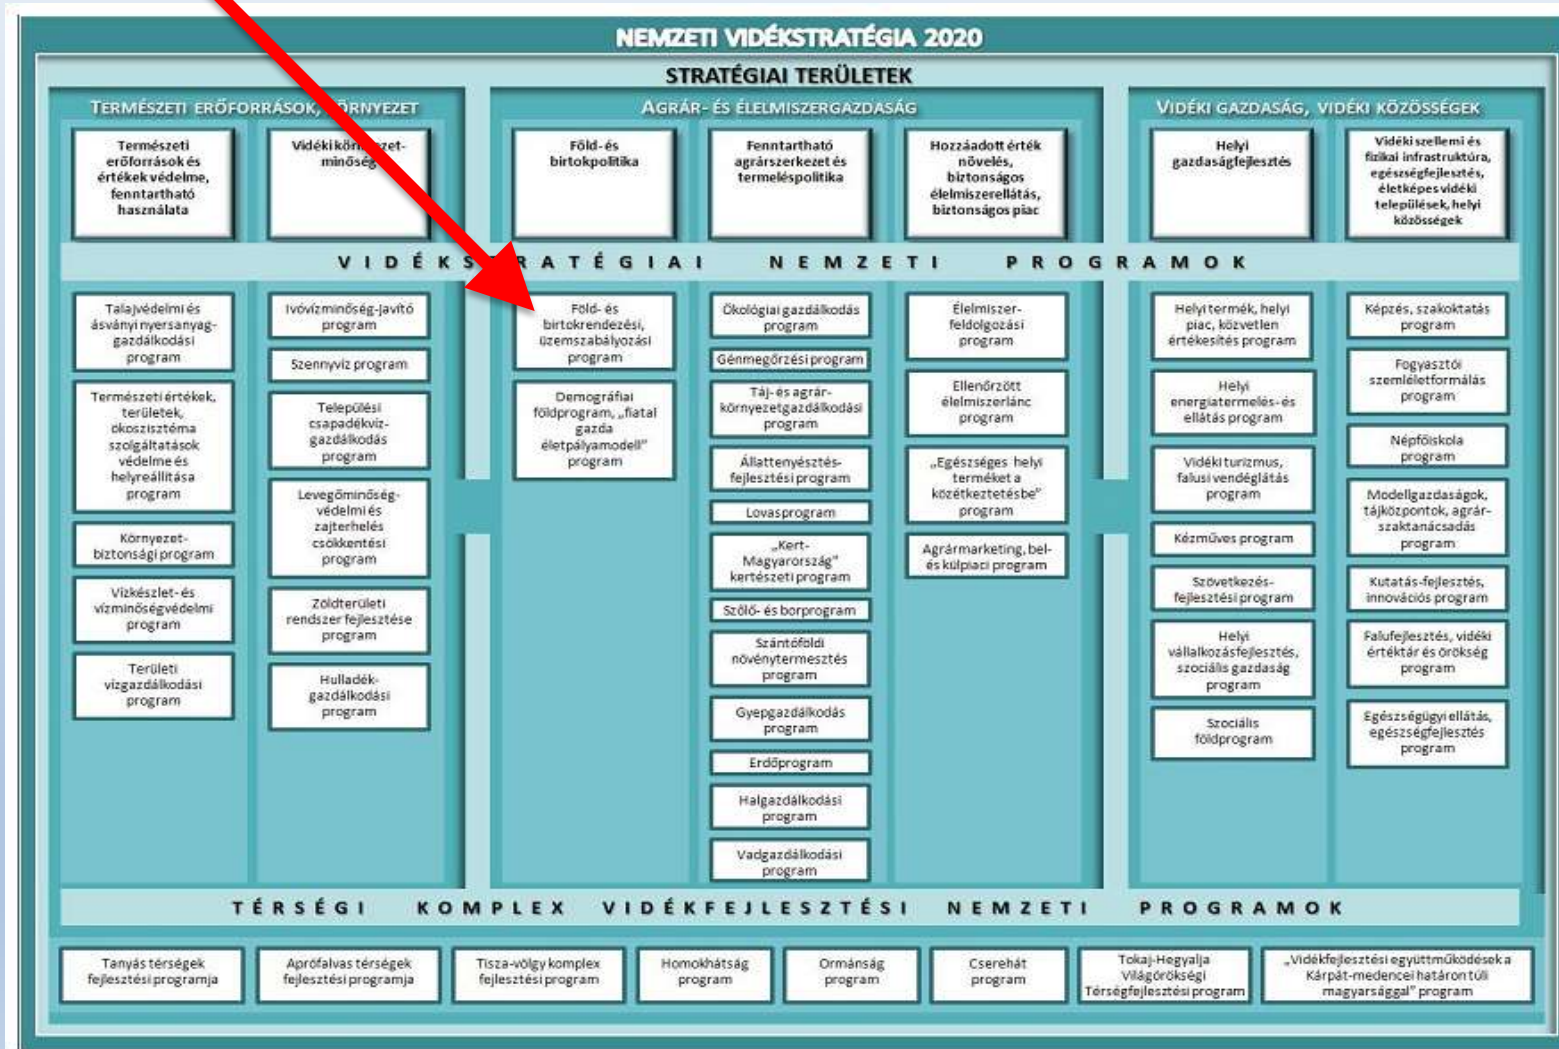 NEMZETI VIDÉKSTRATÉGIA 2020
STRATÉGIAI TERÜLETEK
TERMÉSZETI ERŐFORRÁSOK, KÖRNYEZET
Természeti
erőforrások és
értékek védelme,
fenntartható
használata
Vidéki környezet-
minőség
AGRÁR- ÉS ÉLELMISZERGAZDASÁG
Föld- és
birtokpolitika
Fenntartható
agrárszerkezet és
termeléspolitika
Hozzáadott érték
növelés,
biztonságos
élelmiszerellátás,
biztonságos piac
VIDÉKI GAZDASÁG, VIDÉKI KÖZÖSSÉGEK
Helyi
gazdaságfejlesztés
Vidéki szellemi és
fizikai infrastruktúra,
egészségfejlesztés,
életképes vidéki
települések, helyi
közösségek
VIDÉKSTRATÉGIAI NEMZETI PROGRAMOK
Talajvédelmi és
ásványi nyersanyag-
gazdálkodási
program
Természeti értékek,
területek,
ökoszisztéma
szolgáltatások
védelme és
helyreállítása
program
Környezet-
biztonsági program
Vízkészlet- és
vízminőségvédelmi
program
Területi
vízgazdálkodási
program
Ivóvízminőség-javító
program
Szennyvíz program
Települési
csapadékvíz-
gazdálkodás
program
Levegőminőség-
védelmi és
zajterhelés
csökkentési
program
Zöldterületi
rendszer fejlesztése
program
Hulladék-
gazdálkodási
program
Föld- és
birtokrendezési,
üzemszabályozási
program
Demográfiai
földprogram, „fiatal
gazda
életpályamodell”
program
Ökológiai gazdálkodás
program
Génmegőrzési program
Táj- és agrár-
környezetgazdálkodási
program
Állattenyésztés-
fejlesztési program
Lovasprogram
„Kert-
Magyarország”
kertészeti program
Szőlő- és borprogram
Szántóföldi
növénytermesztés
program
Gyepgazdálkodás
program
Erdőprogram
Halgazdálkodási
program
Vadgazdálkodási
program
Élelmiszer-
feldolgozási
program
Ellenőrzött
élelmiszerlánc
program
„Egészséges helyi
terméket a
közétkeztetésbe”
program
Agrármarketing, bel-
és külpiaci program
Helyi termék, helyi
piac, közvetlen
értékesítés program
Helyi
energiatermelés- és
ellátás program
Vidéki turizmus,
falusi vendéglátás
program
Kézműves program
Szövetkezés-
fejlesztési program
Helyi
vállalkozásfejlesztés,
szociális gazdaság
program
Szociális
földprogram
Képzés, szakoktatás
program
Fogyasztói
szemléletformálás
program
Népfőiskola
program
Modellgazdaságok,
tájközpontok, agrár-
szaktanácsadás
program
Kutatás-fejlesztés,
innovációs program
Falufejlesztés, vidéki
értéktár és örökség
program
Egészségügyi ellátás,
egészségfejlesztés
program
TÉRSÉGI KOMPLEX VIDÉKFEJLESZTÉSI NEMZETI PROGRAMOK
Tanyás térségek
fejlesztési programja
Aprófalvas térségek
fejlesztési programja
Tisza-völgy komplex
fejlesztési program
Homokhátság
program
Ormánság
program
Cserehát
program
Tokaj-Hegyalja
Világörökségi
Térségfejlesztési program
„Vidékfejlesztési együttműködések a
Kárpát-medencei határon túli
magyarsággal” program